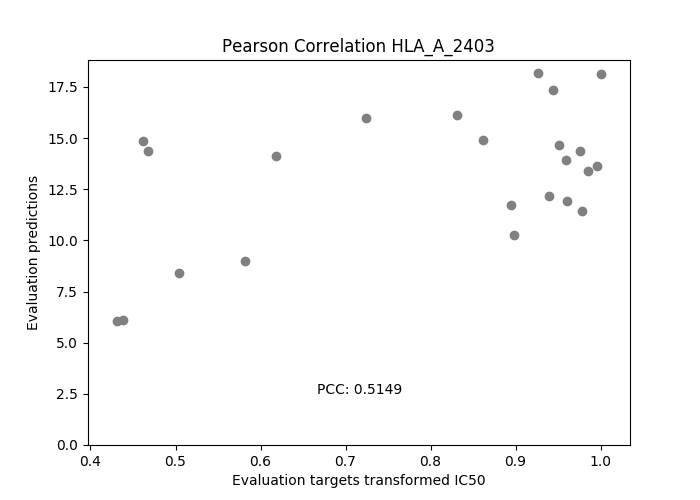 Pearson Correlation HLA_A_2403
17.5
15.0
12.5
10.0
7.5
5.0
2.5
0.0
Evaluation predictions
PCC: 0.5149
0.4 0.5 0.6 0.7 0.8 0.9 1.0
Evaluation targets transformed IC50